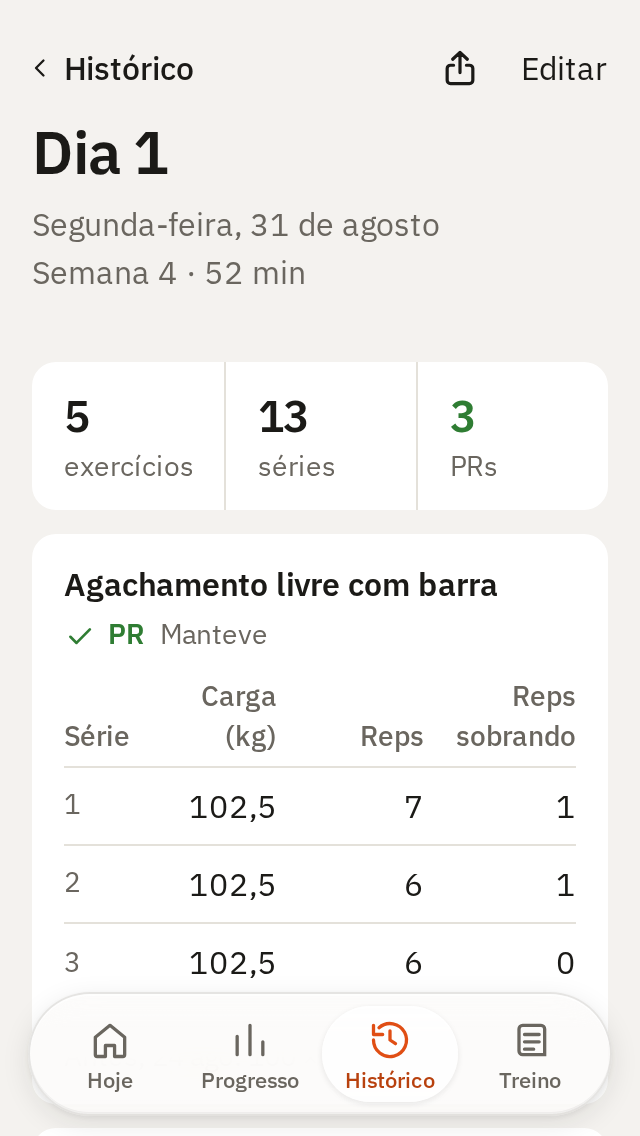 Histórico
Editar
Dia 1
Segunda-feira, 31 de agosto
Semana 4 · 52 min
5
exercícios
13
séries
3
PRs
Agachamento livre com barra
PR Manteve
Série Carga (kg) Reps Reps sobrando
1 102,5 7 1
2 102,5 6 1
3 102,5 6 0
Hoje
Progresso
Histórico
Treino